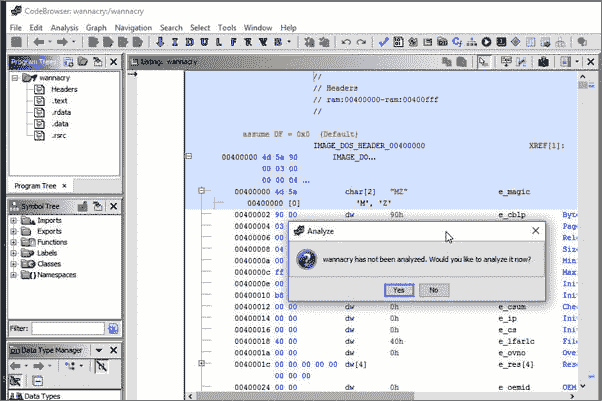 CodeBrowser: wannacry:/wannacry
File Edit Analysis Graph Navigation Search Select Tools Window Help
I D U L F R V B
Program Trees
wannacry
Headers
.text
.rdata
.data
.rsrc
Program Tree ×
Symbol Tree
Imports
Exports
Functions
Labels
Classes
Namespaces
Filter:
Data Type Manager
Data Types
Listing: wannacry
//
// Headers
// ram:00400000-ram:00400fff
//
assume DF = 0x0 (Default)
IMAGE_DOS_HEADER_00400000 XREF[1]:
00400000 4d 5a 90 IMAGE_DO...
00 03 00
00 00 04 ...
00400000 4d 5a char[2] "MZ" e_magic
00400000 [0] 'M', 'Z'
00400002 90 00 dw 90h e_cblp Byte
Analyze
wannacry has not been analyzed. Would you like to analyze it now?
Yes No
00 00 dw 0h e_csum
00400014 00 00 dw 0h e_ip
00400016 00 00 dw 0h e_cs
00400018 40 00 dw 40h e_lfarlc
0040001a 00 00 dw 0h e_ovno
0040001c 00 00 00 00 00 dw[4] e_res[4]
00 00 00
00400024 00 00 dw 0h e_oemid OEM